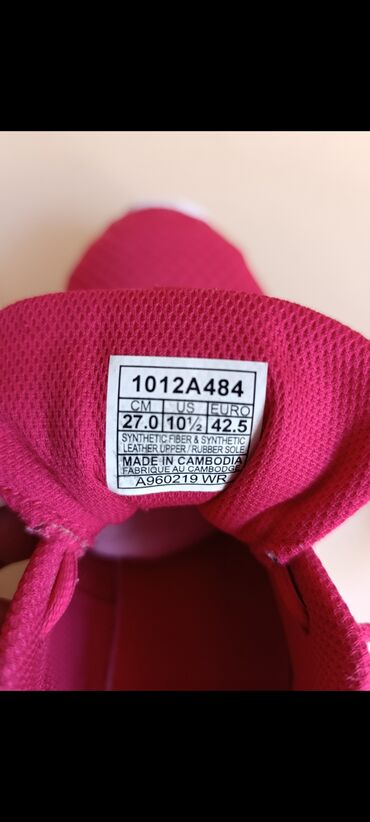 1012A484
CM US EURO
27.0 10½ 42.5
SYNTHETIC FIBER & SYNTHETIC
LEATHER UPPER / RUBBER SOLE
MADE IN CAMBODIA
FABRIQUE AU CAMBODGE
A960219 WR